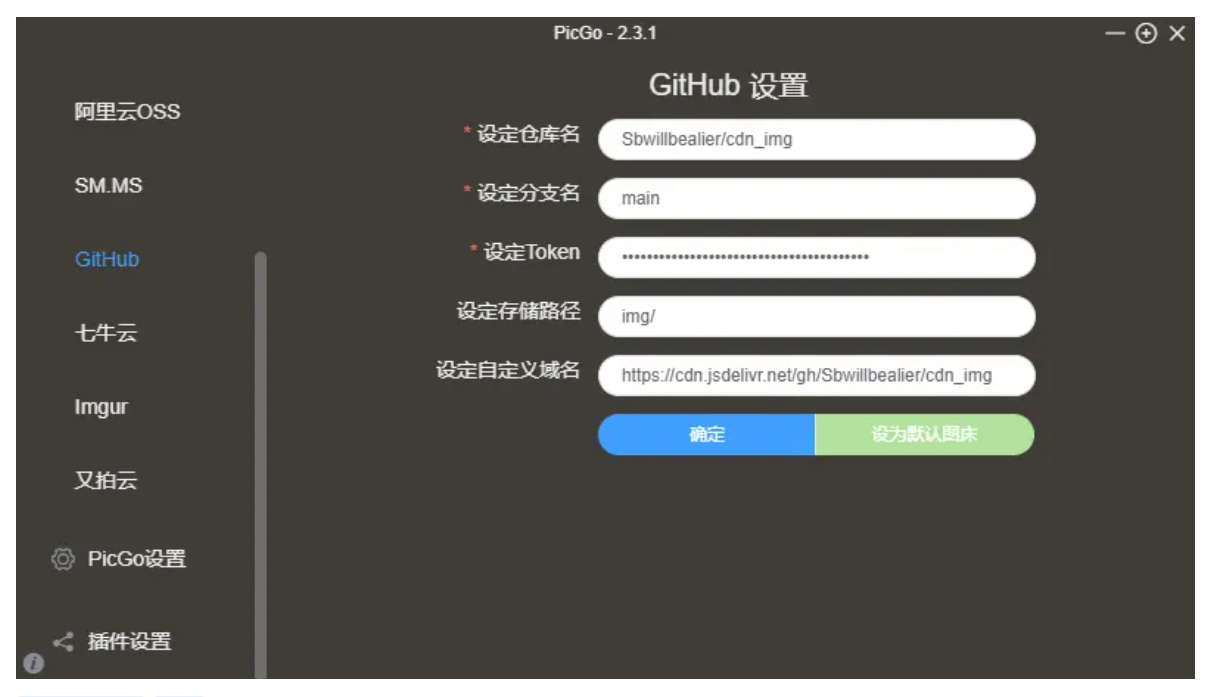 PicGo - 2.3.1
阿里云OSS
SM.MS
GitHub
七牛云
Imgur
又拍云
PicGo设置
插件设置
GitHub 设置
* 设定仓库名
Sbwillbealier/cdn_img
* 设定分支名
main
* 设定Token
设定存储路径
img/
设定自定义域名
https://cdn.jsdelivr.net/gh/Sbwillbealier/cdn_img
确定
设为默认图床